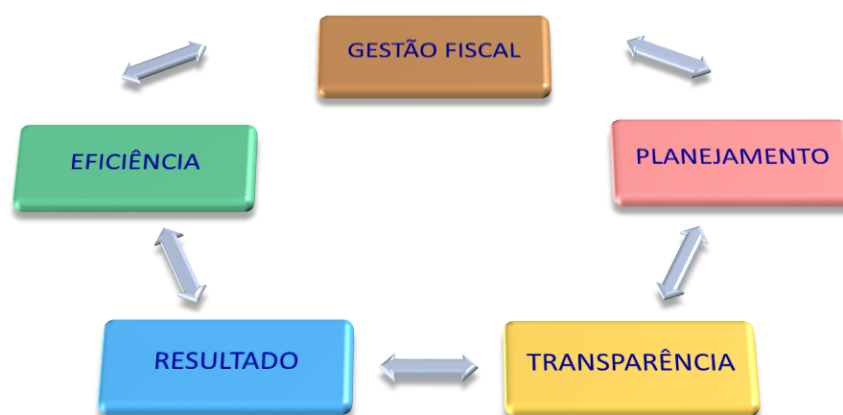 GESTÃO FISCAL
EFICIÊNCIA
PLANEJAMENTO
RESULTADO
TRANSPARÊNCIA